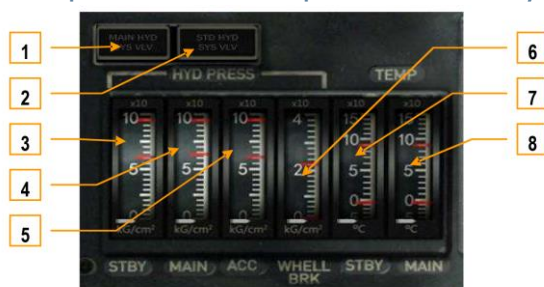 MAIN HYD STD HYD
SYS VLV SYS VLV
1
2
HYD PRESS TEMP
6
7
8
3
4
5
x10 x10 x10 x10 x10 x10
10 10 10 4 15 15
10 10
5 5 5 2 5 5
0 0
0 0 0 0
kG/cm² kG/cm² kG/cm² kG/cm² ºC ºC
STBY MAIN ACC WHELL STBY MAIN
BRK